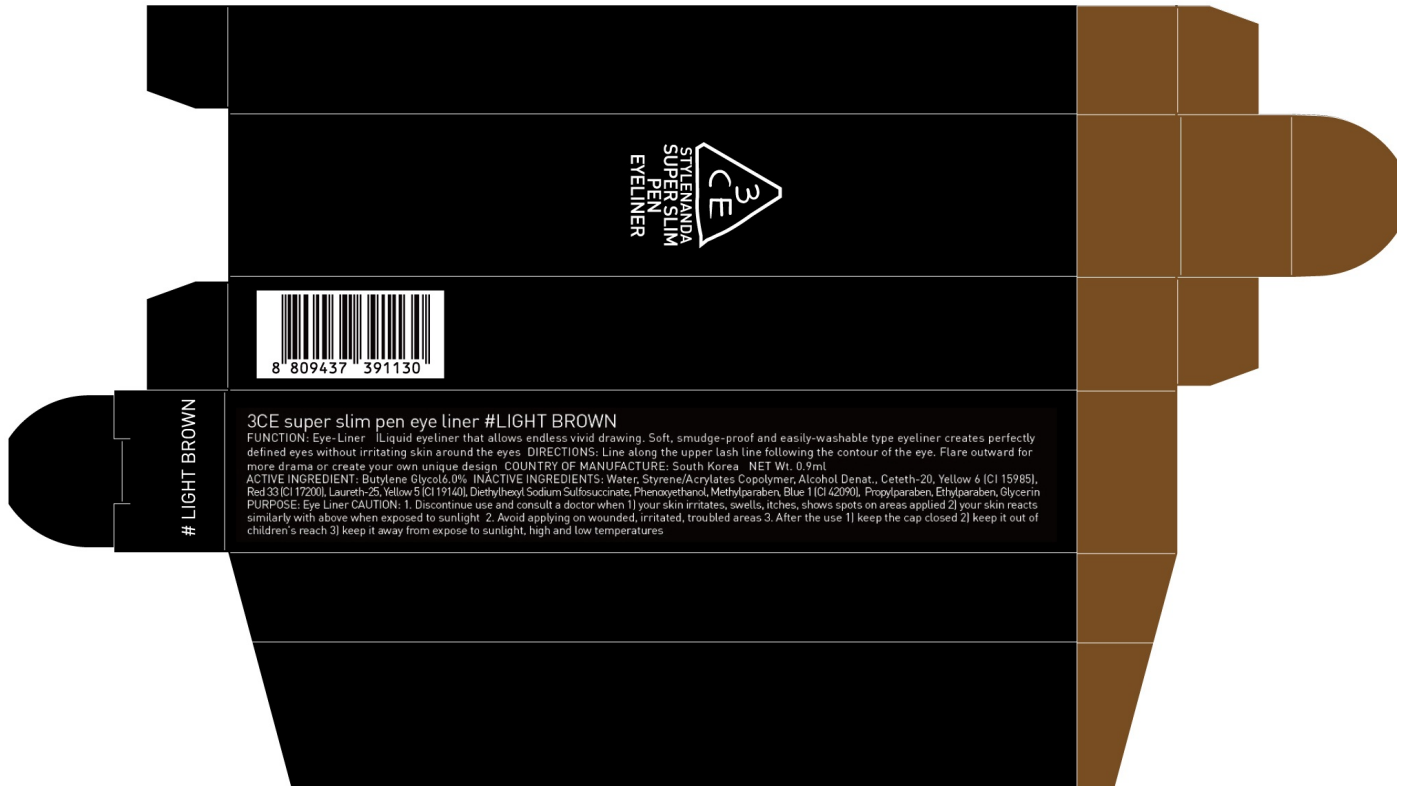 3
CE
STYLENANDA
SUPER SLIM
PEN
EYELINER
8 809437 391130
# LIGHT BROWN
3CE super slim pen eye liner #LIGHT BROWN
FUNCTION: Eye-Liner lLiquid eyeliner that allows endless vivid drawing. Soft, smudge-proof and easily-washable type eyeliner creates perfectly
defined eyes without irritating skin around the eyes DIRECTIONS: Line along the upper lash line following the contour of the eye. Flare outward for
more drama or create your own unique design COUNTRY OF MANUFACTURE: South Korea NET Wt. 0.9ml
ACTIVE INGREDIENT: Butylene Glycol6.0% INACTIVE INGREDIENTS: Water, Styrene/Acrylates Copolymer, Alcohol Denat., Ceteth-20, Yellow 6 (CI 15985),
Red 33 (CI 17200), Laureth-25, Yellow 5 (CI 19140), Diethylhexyl Sodium Sulfosuccinate, Phenoxyethanol, Methylparaben, Blue 1 (CI 42090), Propylparaben, Ethylparaben, Glycerin
PURPOSE: Eye Liner CAUTION: 1. Discontinue use and consult a doctor when 1) your skin irritates, swells, itches, shows spots on areas applied 2) your skin reacts
similarly with above when exposed to sunlight 2. Avoid applying on wounded, irritated, troubled areas 3. After the use 1) keep the cap closed 2) keep it out of
children's reach 3) keep it away from expose to sunlight, high and low temperatures